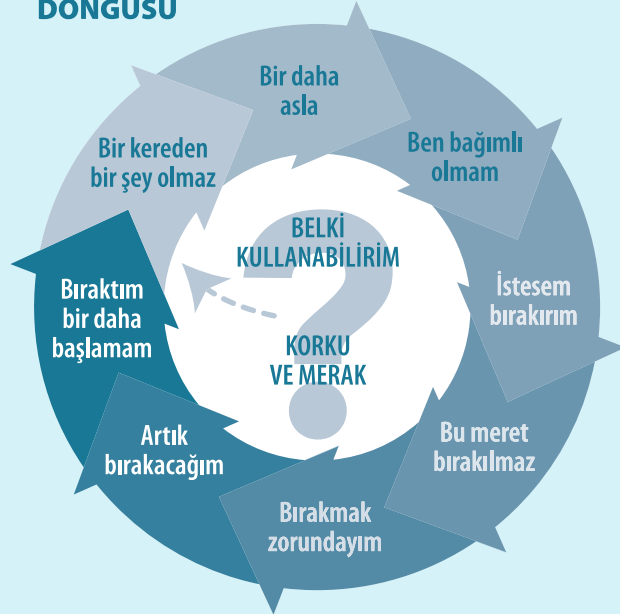 DÖNGÜSÜ
Bir kereden
bir şey olmaz
Bir daha
asla
Ben bağımlı
olmam
İstesem
bırakırım
Bu meret
bırakılmaz
Bırakmak
zorundayım
Artık
bırakacağım
Bıraktım
bir daha
başlamam
BELKİ
KULLANABİLİRİM
KORKU
VE MERAK